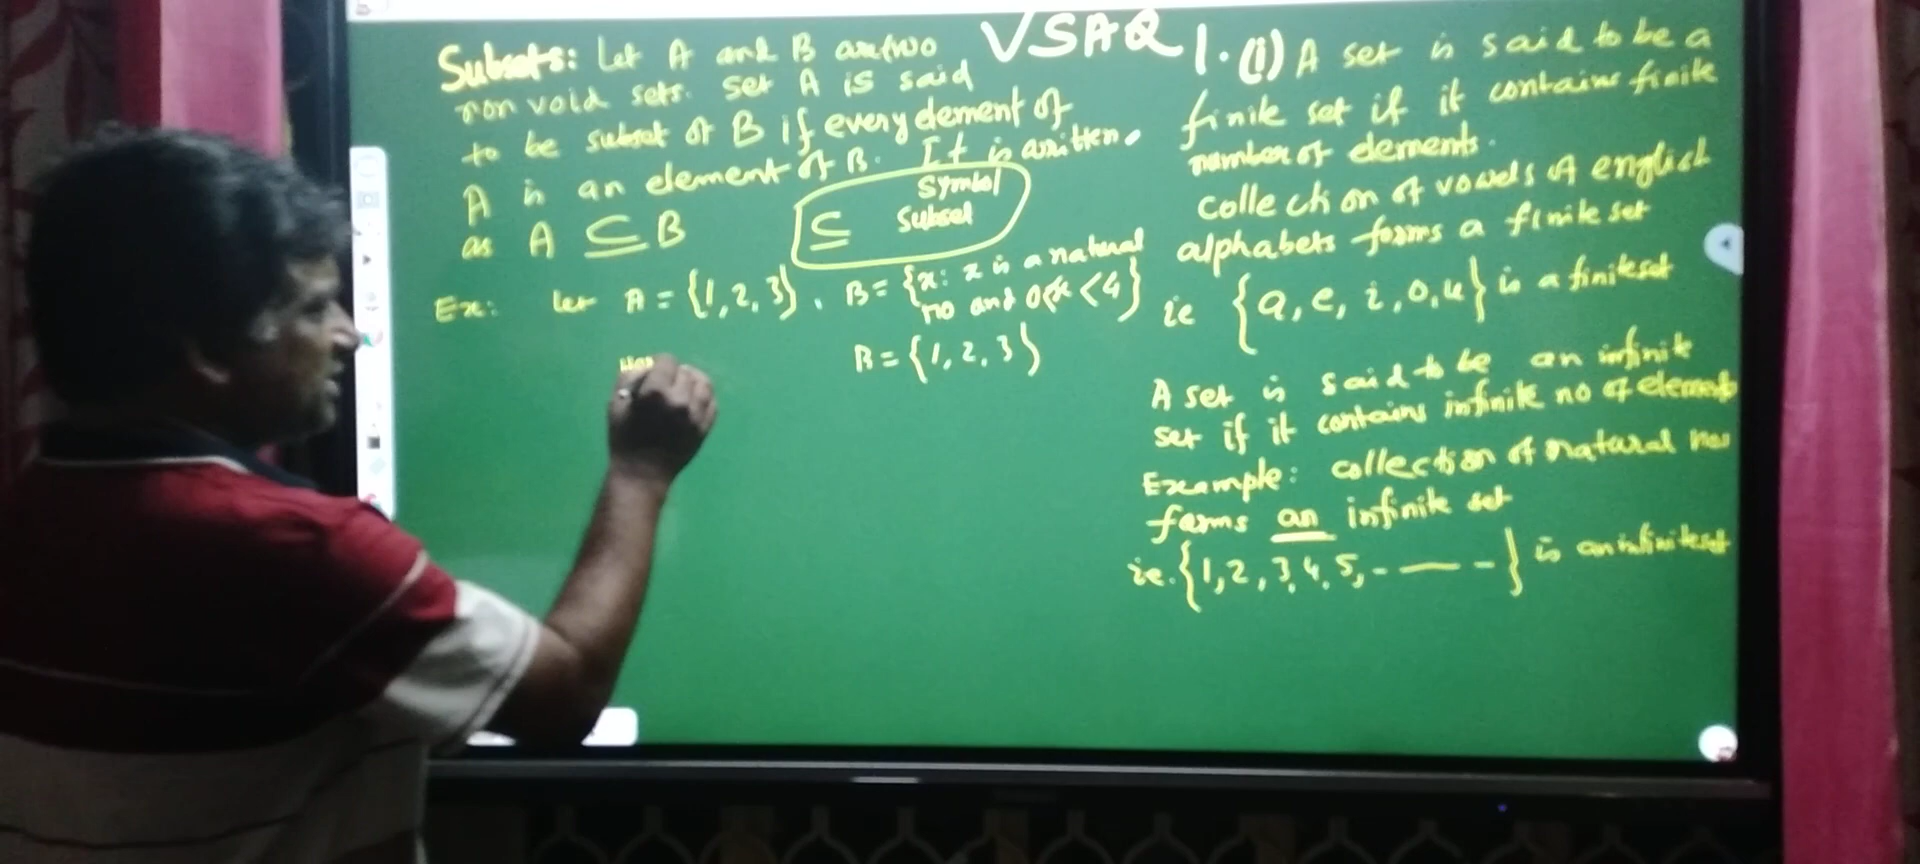 VSAQ
Subsets: Let A and B are two
non void sets. Set A is said
to be subset of B if every element of
A is an element of B. It is written
as A ⊆ B
⊆ Symbol
Subset
Ex: let A = {1, 2, 3}, B = {x: x is a natural
no and 0<x<4}
B = {1, 2, 3}
1. (i) A set is said to be a
finite set if it contains finite
number of elements.
collection of vowels of english
alphabets forms a finite set
ie {a, e, i, o, u} is a finite set
A set is said to be an infinite
set if it contains infinite no of elements
Example: collection of natural nos
forms an infinite set
ie. {1, 2, 3, 4, 5, - — -} is an infinite set